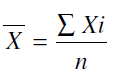 X̅ = ∑ Xi / n